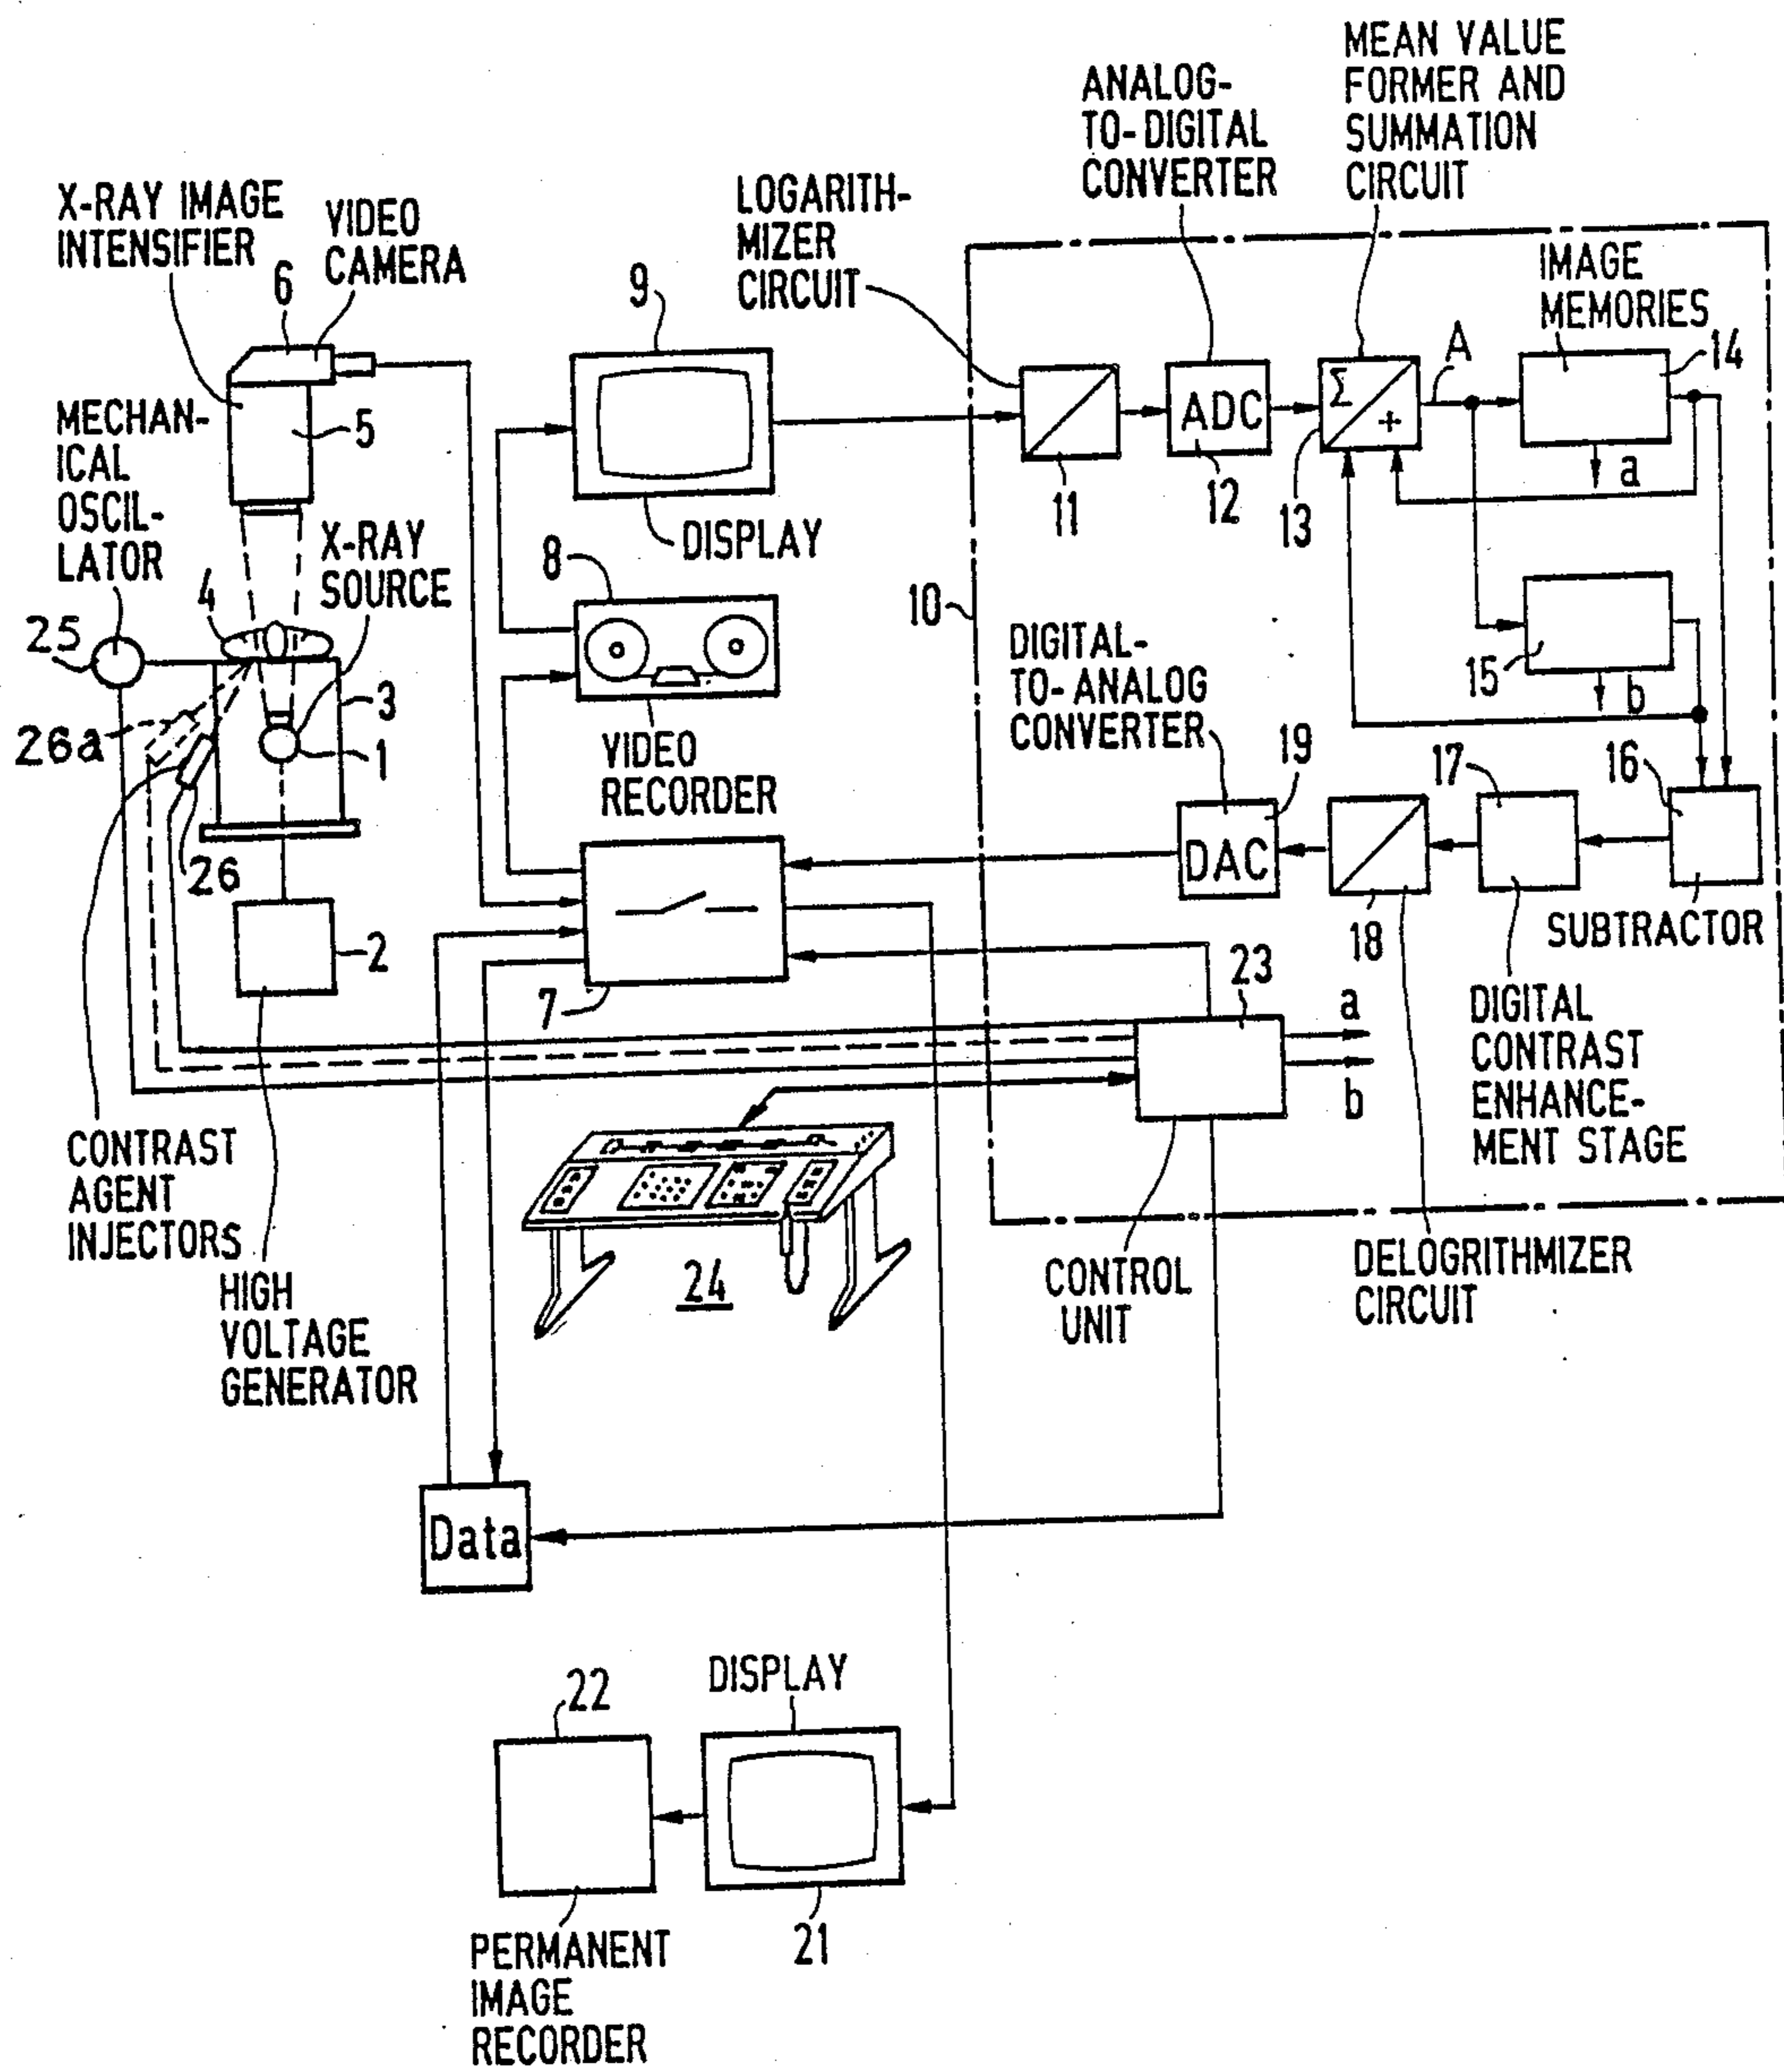 MEAN VALUE
FORMER AND
SUMMATION
CIRCUIT
ANALOG-
TO-DIGITAL
CONVERTER
LOGARITH-
MIZER
CIRCUIT
X-RAY IMAGE
INTENSIFIER
VIDEO
CAMERA
6
9
IMAGE
MEMORIES
A
14
MECHAN-
ICAL
OSCIL-
LATOR
5
ADC
Σ
+
a
11
12
13
DISPLAY
X-RAY
SOURCE
8
4
10
25
15
b
DIGITAL-
TO-ANALOG
CONVERTER
3
26a
1
VIDEO
RECORDER
19
17
16
DAC
26
2
18
SUBTRACTOR
7
23
a
b
DIGITAL
CONTRAST
ENHANCE-
MENT STAGE
CONTRAST
AGENT
INJECTORS
24
CONTROL
UNIT
DELOGRITHMIZER
CIRCUIT
HIGH
VOLTAGE
GENERATOR
Data
22
DISPLAY
21
PERMANENT
IMAGE
RECORDER